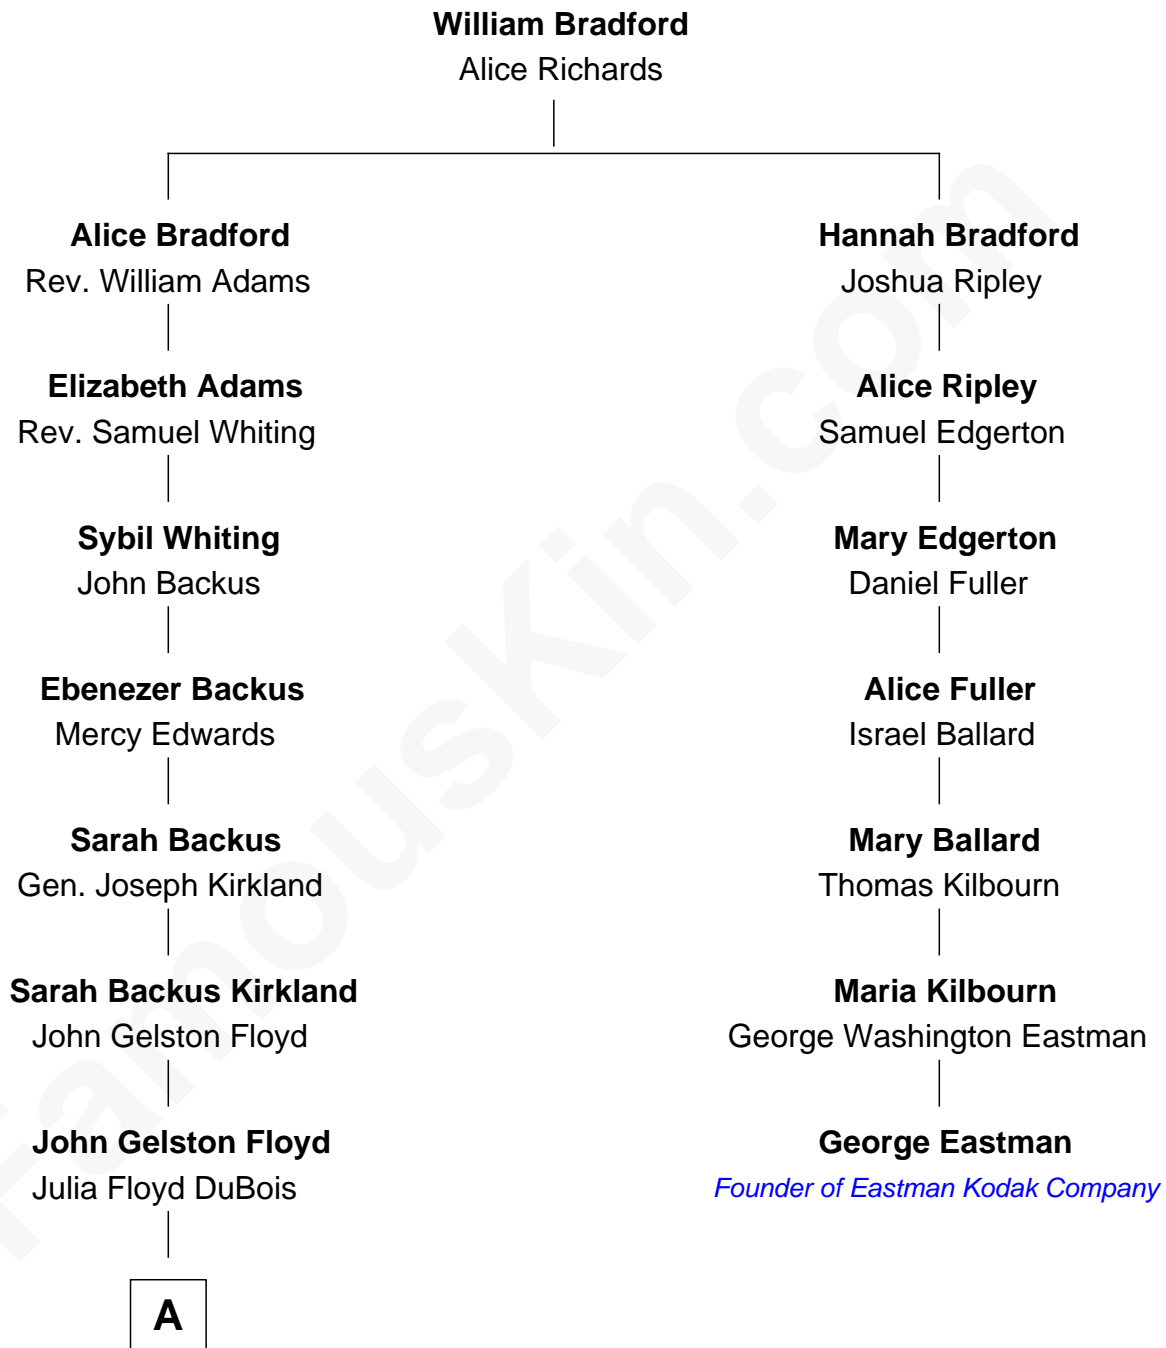 William Bradford
Alice Richards
Alice Bradford
Rev. William Adams
Hannah Bradford
Joshua Ripley
Elizabeth Adams
Rev. Samuel Whiting
Alice Ripley
Samuel Edgerton
Sybil Whiting
John Backus
Mary Edgerton
Daniel Fuller
Ebenezer Backus
Mercy Edwards
Alice Fuller
Israel Ballard
Sarah Backus
Gen. Joseph Kirkland
Mary Ballard
Thomas Kilbourn
Sarah Backus Kirkland
John Gelston Floyd
Maria Kilbourn
George Washington Eastman
John Gelston Floyd
Julia Floyd DuBois
George Eastman
Founder of Eastman Kodak Company
A
FamousKin.com